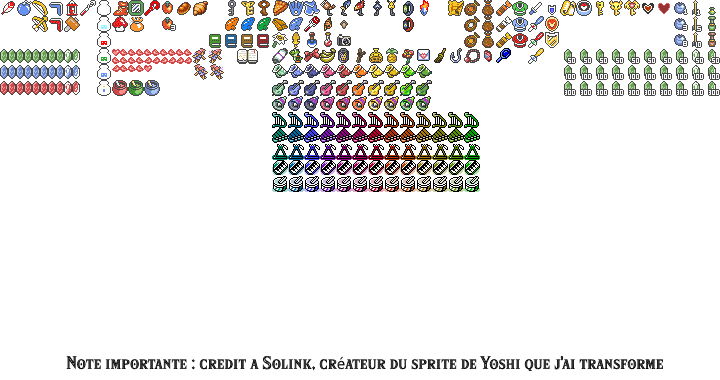 Note importante : credit a Solink, créateur du sprite de Yoshi que j'ai transforme